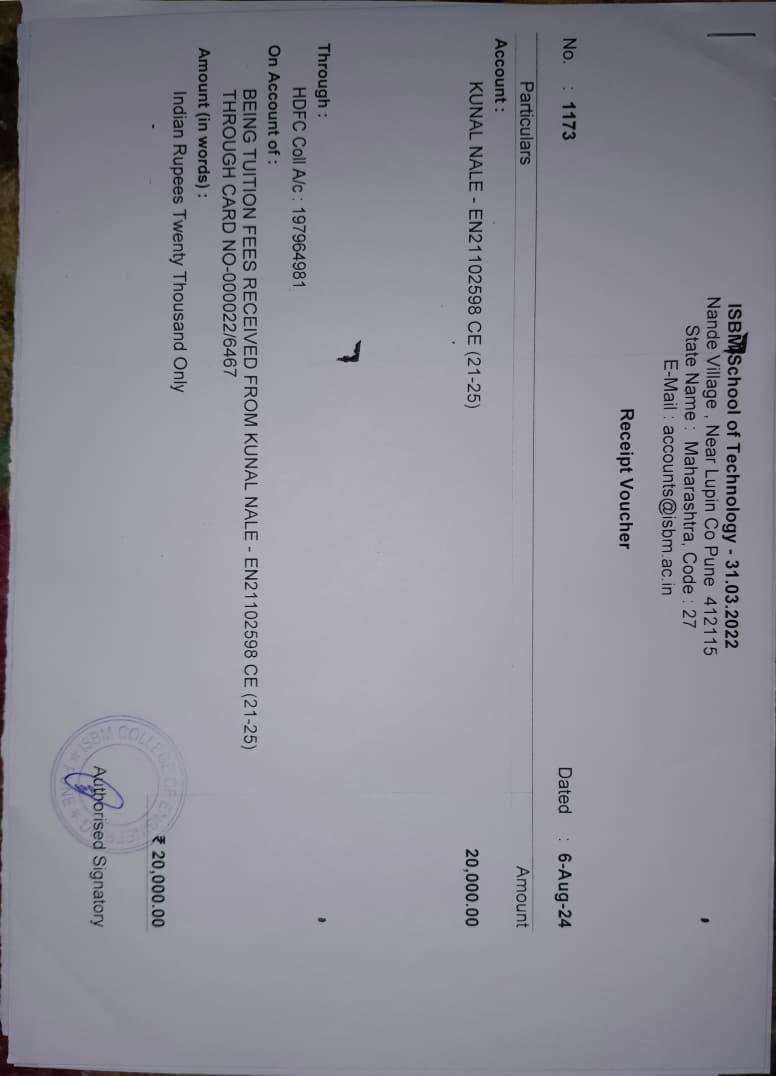 ISBM School of Technology - 31.03.2022
Nande Village , Near Lupin Co Pune 412115
State Name : Maharashtra, Code : 27
E-Mail : accounts@isbm.ac.in
Receipt Voucher
No. : 1173 Dated : 6-Aug-24
Particulars Amount
Account :
KUNAL NALE - EN21102598 CE (21-25) 20,000.00
Through :
HDFC Coll A/c : 197964981
On Account of :
BEING TUITION FEES RECEIVED FROM KUNAL NALE - EN21102598 CE (21-25)
THROUGH CARD NO-000022/6467
Amount (in words) :
Indian Rupees Twenty Thousand Only
₹ 20,000.00
ISBM COLLEGE OF
PUNE
Authorised Signatory